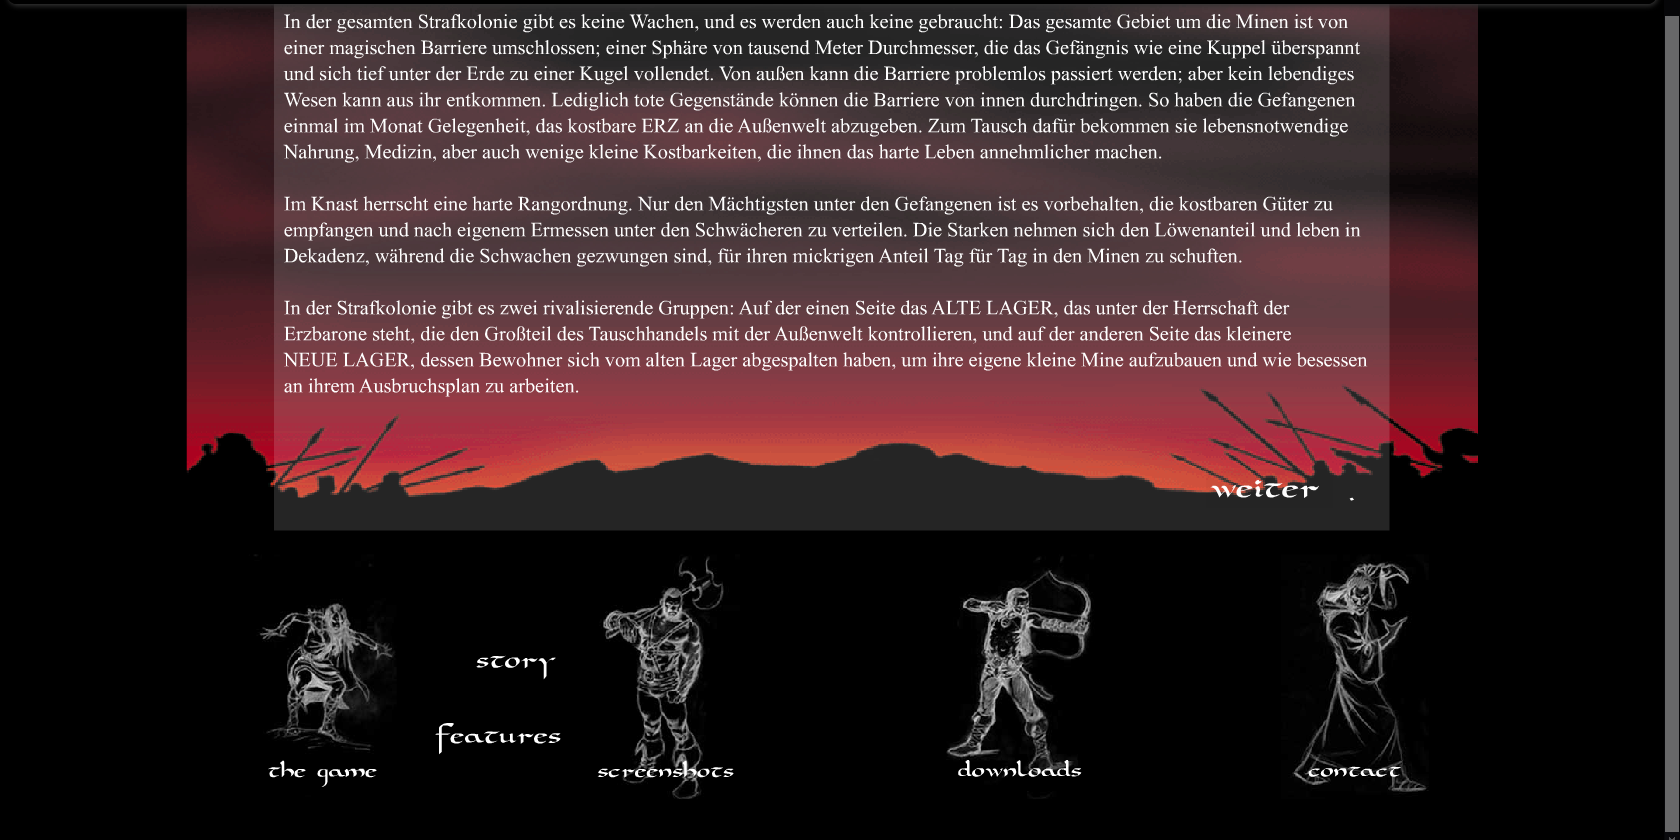 In der gesamten Strafkolonie gibt es keine Wachen, und es werden auch keine gebraucht: Das gesamte Gebiet um die Minen ist von
einer magischen Barriere umschlossen; einer Sphäre von tausend Meter Durchmesser, die das Gefängnis wie eine Kuppel überspannt
und sich tief unter der Erde zu einer Kugel vollendet. Von außen kann die Barriere problemlos passiert werden; aber kein lebendiges
Wesen kann aus ihr entkommen. Lediglich tote Gegenstände können die Barriere von innen durchdringen. So haben die Gefangenen
einmal im Monat Gelegenheit, das kostbare ERZ an die Außenwelt abzugeben. Zum Tausch dafür bekommen sie lebensnotwendige
Nahrung, Medizin, aber auch wenige kleine Kostbarkeiten, die ihnen das harte Leben annehmlicher machen.
Im Knast herrscht eine harte Rangordnung. Nur den Mächtigsten unter den Gefangenen ist es vorbehalten, die kostbaren Güter zu
empfangen und nach eigenem Ermessen unter den Schwächeren zu verteilen. Die Starken nehmen sich den Löwenanteil und leben in
Dekadenz, während die Schwachen gezwungen sind, für ihren mickrigen Anteil Tag für Tag in den Minen zu schuften.
In der Strafkolonie gibt es zwei rivalisierende Gruppen: Auf der einen Seite das ALTE LAGER, das unter der Herrschaft der
Erzbarone steht, die den Großteil des Tauschhandels mit der Außenwelt kontrollieren, und auf der anderen Seite das kleinere
NEUE LAGER, dessen Bewohner sich vom alten Lager abgespalten haben, um ihre eigene kleine Mine aufzubauen und wie besessen
an ihrem Ausbruchsplan zu arbeiten.
weiter .
story
features
the game
screenshots
downloads
contact